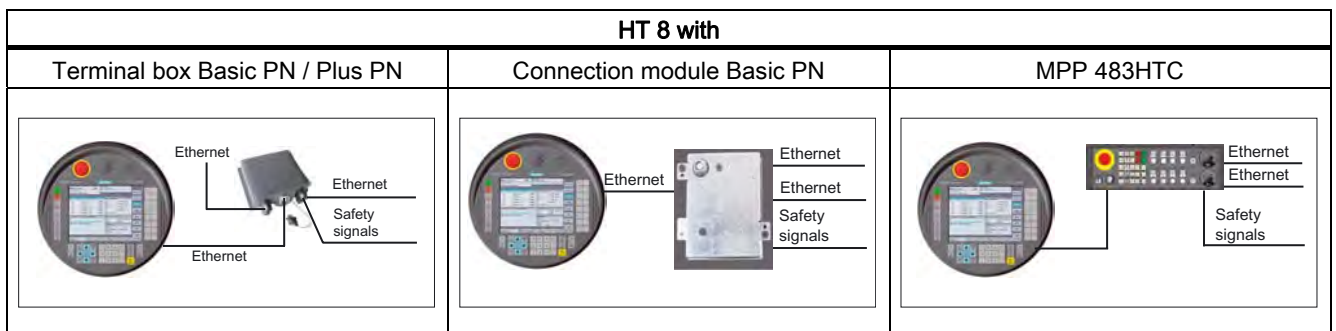 HT 8 with
Terminal box Basic PN / Plus PN
Connection module Basic PN
MPP 483HTC
Ethernet
Ethernet
Safety
signals
Ethernet
Ethernet
Ethernet
Ethernet
Safety
signals
Ethernet
Ethernet
Safety
signals